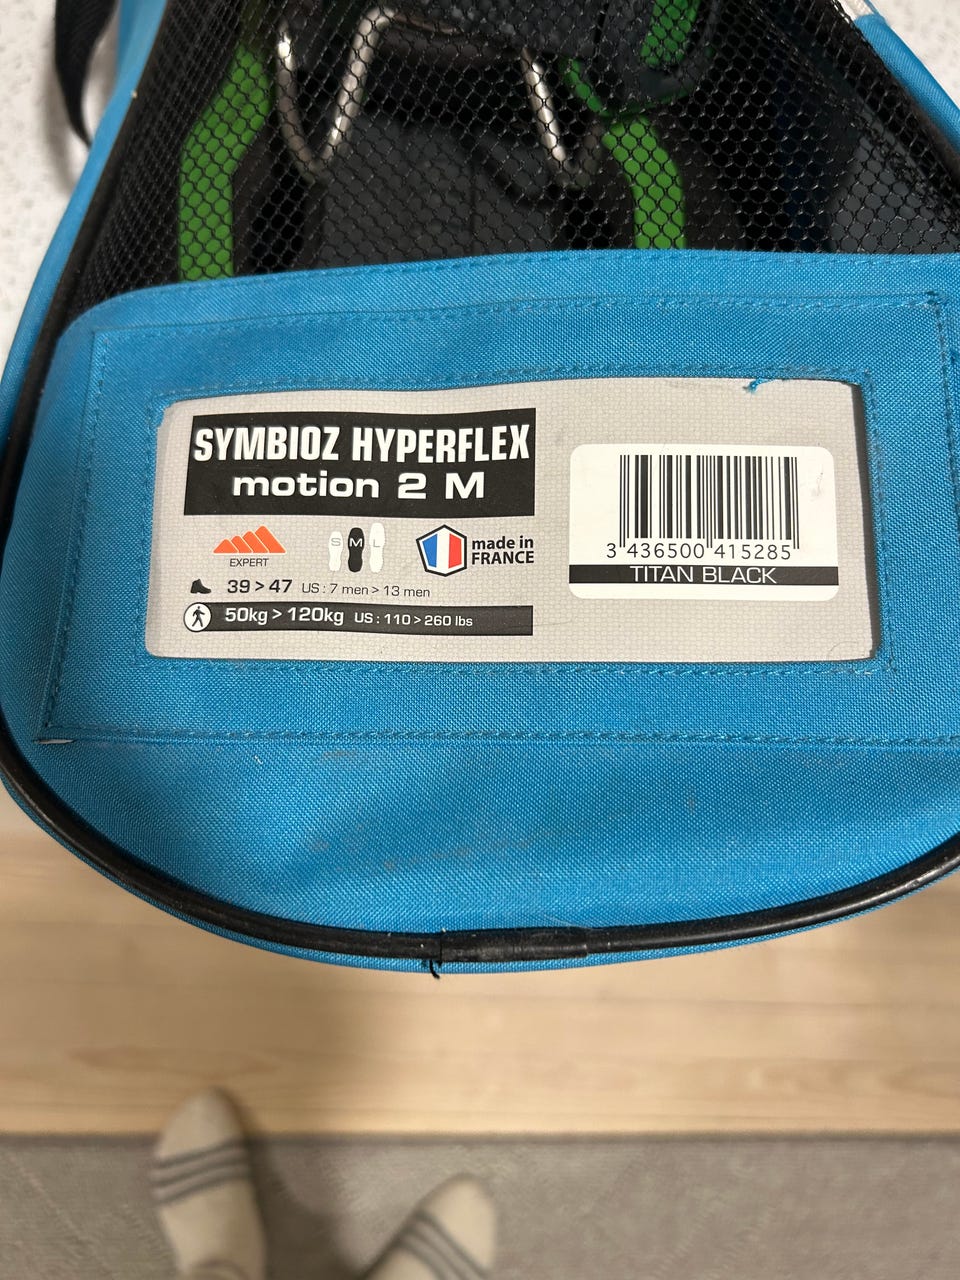 SYMBIOZ HYPERFLEX
motion 2 M
EXPERT
S M L
made in
FRANCE
39 > 47 US : 7 men > 13 men
50kg > 120kg US : 110 > 260 lbs
3 436500 415285
TITAN BLACK